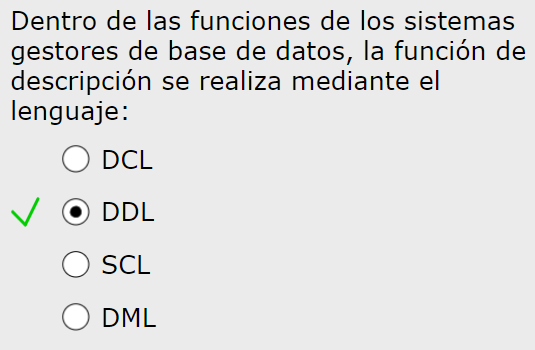 Dentro de las funciones de los sistemas
gestores de base de datos, la función de
descripción se realiza mediante el
lenguaje:
DCL
DDL
SCL
DML